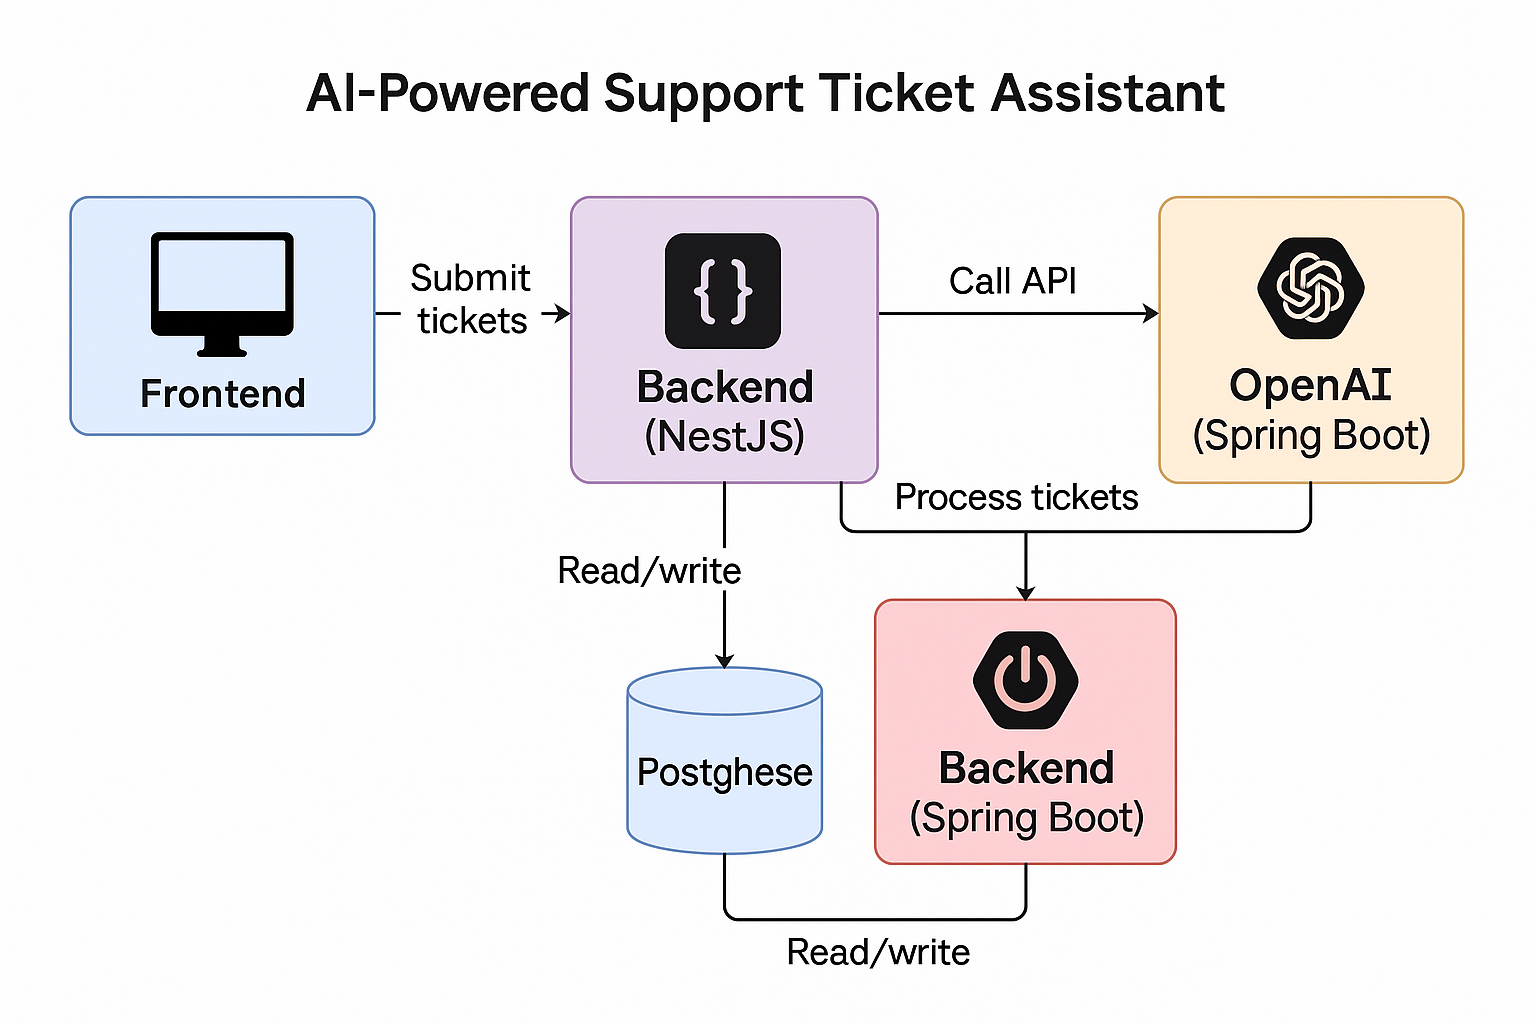 AI-Powered Support Ticket Assistant
Frontend
Submit
tickets
{ }
Backend
(NestJS)
Call API
OpenAI
(Spring Boot)
Process tickets
Read/write
Postghese
Backend
(Spring Boot)
Read/write